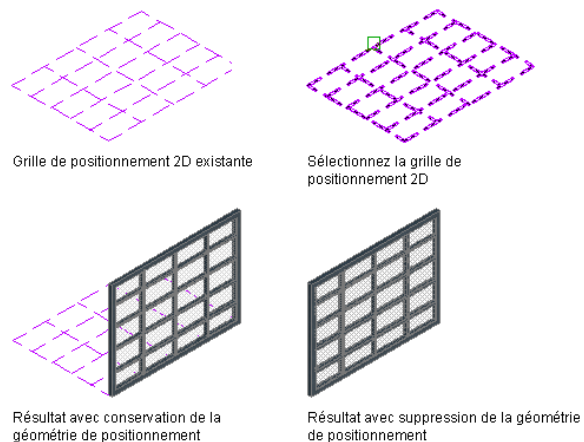 Grille de positionnement 2D existante
Sélectionnez la grille de
positionnement 2D
Résultat avec conservation de la
géométrie de positionnement
Résultat avec suppression de la géométrie
de positionnement